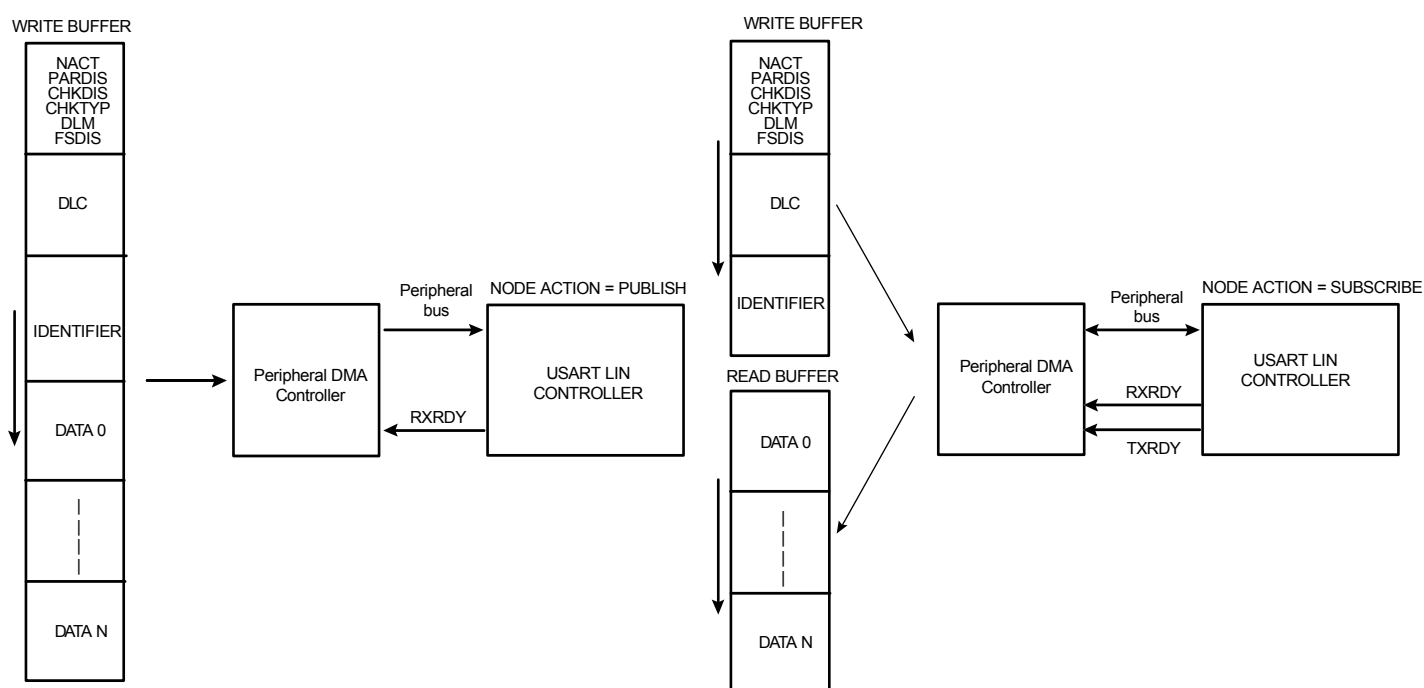 WRITE BUFFER
NACT
PARDIS
CHKDIS
CHKTYP
DLM
FSDIS
DLC
IDENTIFIER
DATA 0
DATA N
Peripheral DMA
Controller
Peripheral
bus
RXRDY
NODE ACTION = PUBLISH
USART LIN
CONTROLLER
WRITE BUFFER
NACT
PARDIS
CHKDIS
CHKTYP
DLM
FSDIS
DLC
IDENTIFIER
READ BUFFER
DATA 0
DATA N
Peripheral DMA
Controller
Peripheral
bus
RXRDY
TXRDY
NODE ACTION = SUBSCRIBE
USART LIN
CONTROLLER